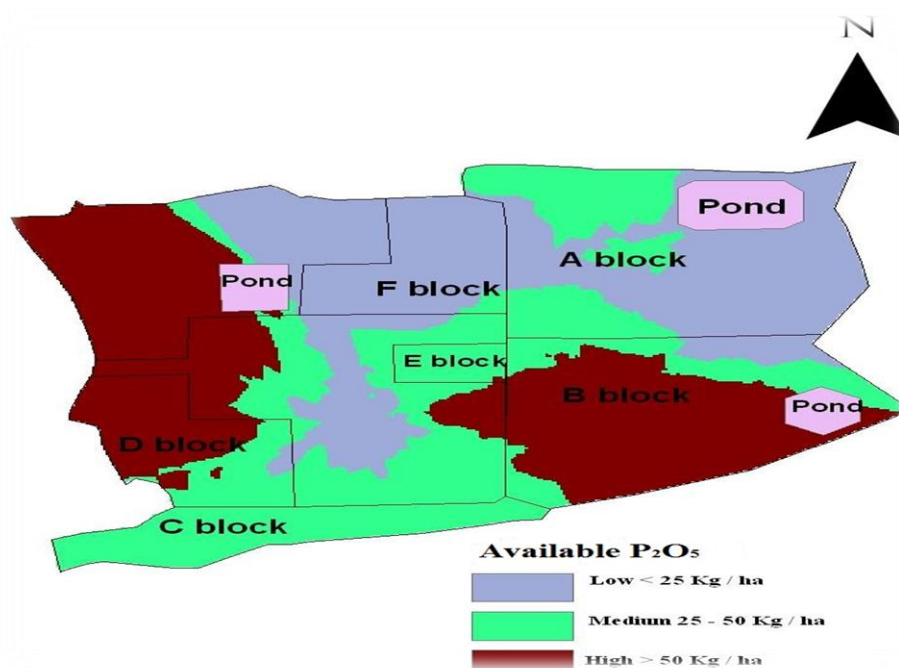 N
Pond
A block
Pond
F block
E block
B block
Pond
D block
C block
Available P₂O₅
Low < 25 Kg / ha
Medium 25 - 50 Kg / ha
High > 50 Kg / ha